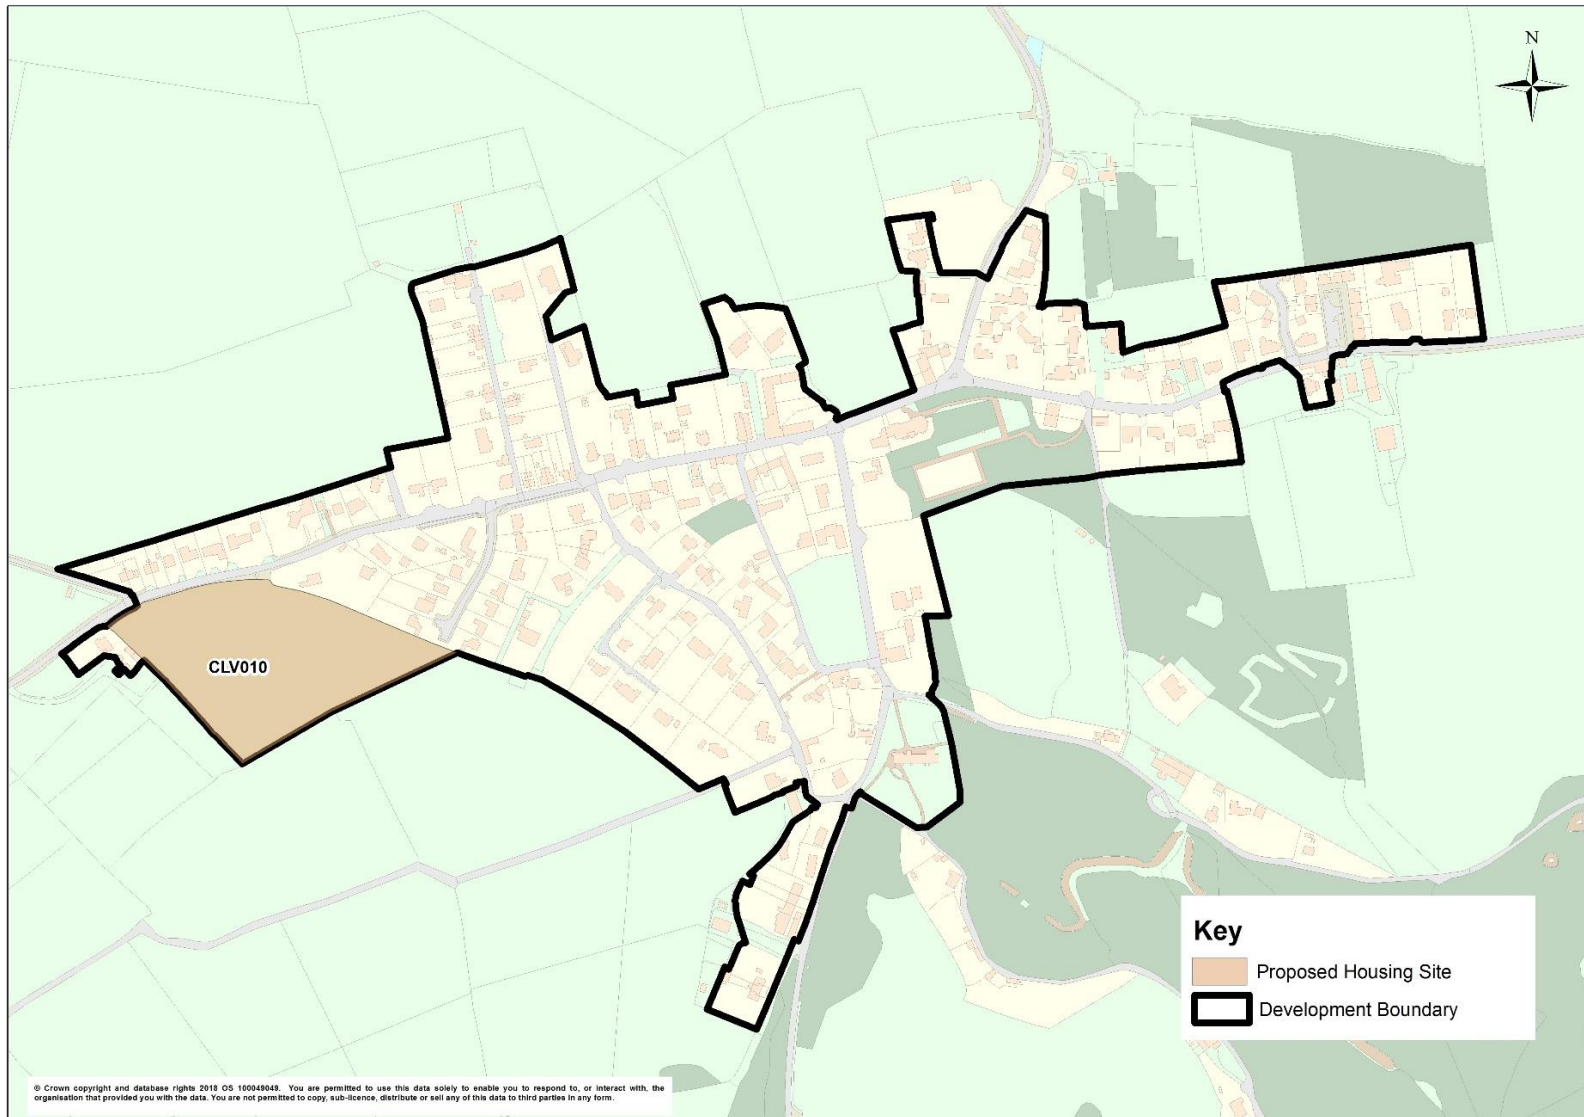 N
CLV010
Key
Proposed Housing Site
Development Boundary
© Crown copyright and database rights 2018 OS 100049049. You are permitted to use this data solely to enable you to respond to, or interact with, the
organisation that provided you with the data. You are not permitted to copy, sub-licence, distribute or sell any of this data to third parties in any form.